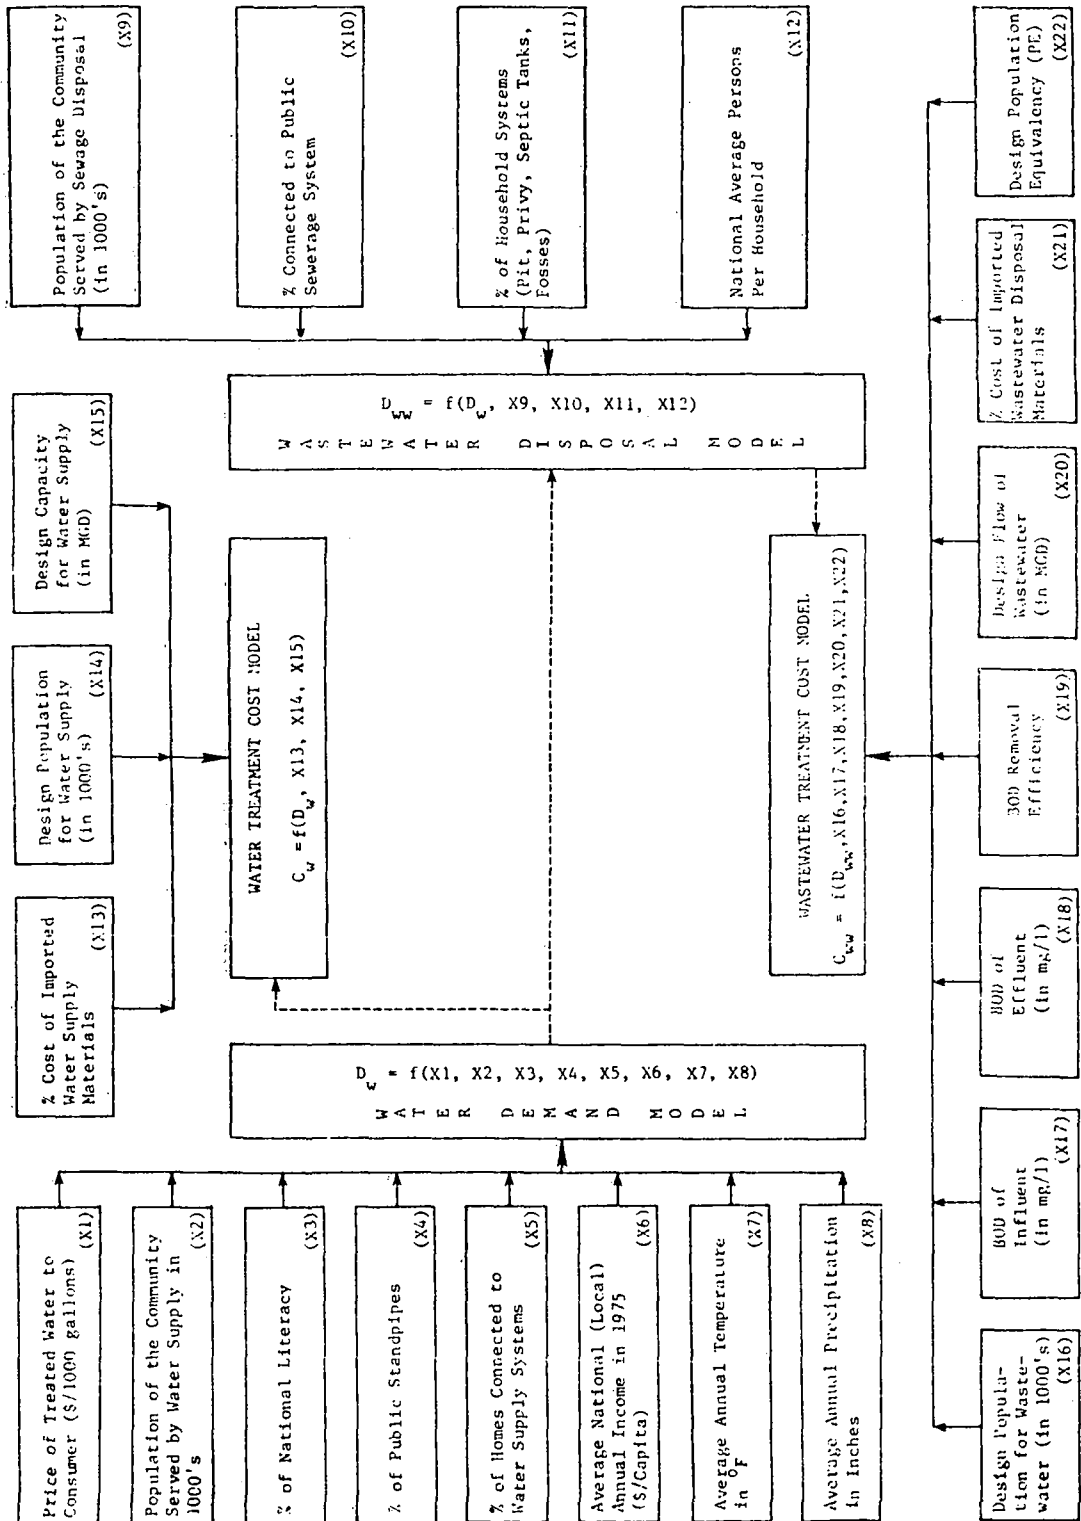 Price of Treated Water to
Consumer ($/1000 gallons)
(X1)
Population of the Community
Served by Water Supply in
1000's
(X2)
% of National Literacy
(X3)
% of Public Standpipes
(X4)
% of Homes Connected to
Water Supply Systems
(X5)
Average National (Local)
Annual Income in 1975
($/Capita)
(X6)
Average Annual Temperature
in °F
(X7)
Average Annual Precipitation
in Inches
(X8)
D_w = f(X1, X2, X3, X4, X5, X6, X7, X8)
WATER DEMAND MODEL
% Cost of Imported
Water Supply
Materials
(X13)
Design Population
for Water Supply
(in 1000's)
(X14)
Design Capacity
for Water Supply
(in MGD)
(X15)
WATER TREATMENT COST MODEL
C_w = f(D_w, X13, X14, X15)
D_ww = f(D_w, X9, X10, X11, X12)
WASTEWATER DISPOSAL MODEL
Population of the Community
Served by Sewage Disposal
(in 1000's)
(X9)
% Connected to Public
Sewerage System
(X10)
% of Household Systems
(Pit, Privy, Septic Tanks,
Fosses)
(X11)
National Average Persons
Per Household
(X12)
WASTEWATER TREATMENT COST MODEL
C_ww = f(D_ww,X16,X17,X18,X19,X20,X21,X22)
Design Popula-
tion for Waste-
water (in 1000's)
(X16)
BOD of
Influent
(in mg/l)
(X17)
BOD of
Effluent
(in mg/l)
(X18)
BOD Removal
Efficiency
(X19)
Design Flow of
Wastewater
(in MGD)
(X20)
% Cost of Imported
Wastewater Disposal
Materials
(X21)
Design Population
Equivalency (PE)
(X22)